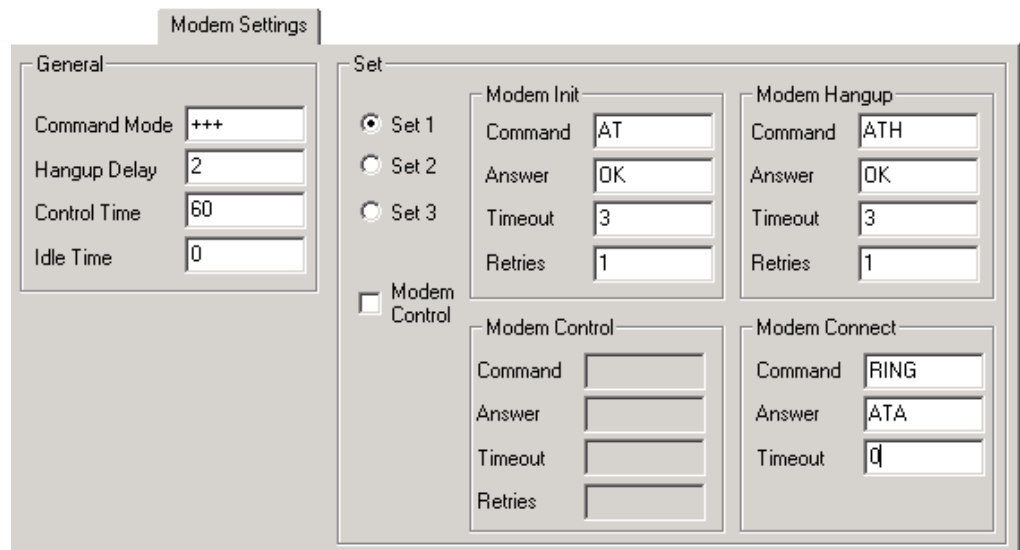 Modem Settings
General
Command Mode +++
Hangup Delay 2
Control Time 60
Idle Time 0
Set
Set 1
Set 2
Set 3
Modem
Control
Modem Init
Command AT
Answer OK
Timeout 3
Retries 1
Modem Hangup
Command ATH
Answer OK
Timeout 3
Retries 1
Modem Control
Command
Answer
Timeout
Retries
Modem Connect
Command RING
Answer ATA
Timeout 0